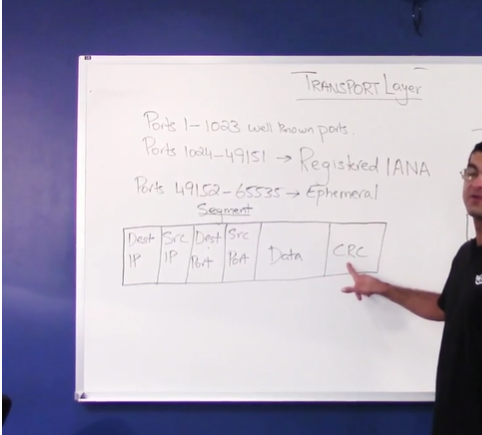 TRANSPORT Layer
Ports 1-1023 well known ports.
Ports 1024-49151 → Registered IANA
Ports 49152-65535 → Ephemeral
Segment
Dest IP
Src IP
Dest Port
Src Port
Data
CRC